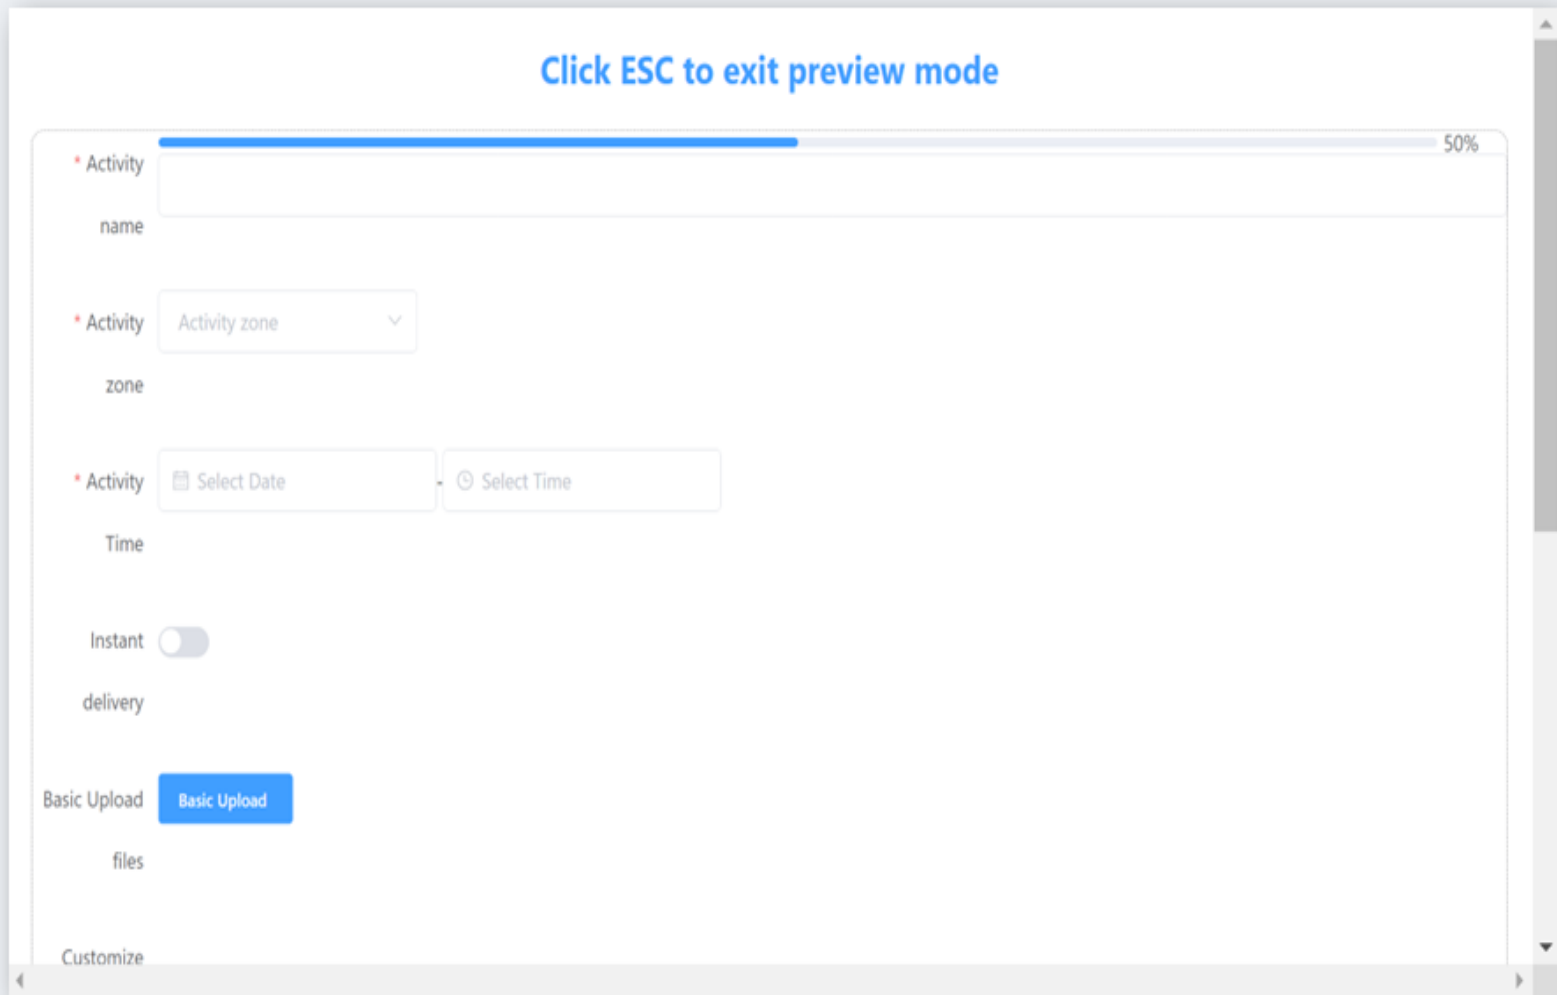 Click ESC to exit preview mode
50%
* Activity
name
* Activity
Activity zone
zone
* Activity
Select Date
-
Select Time
Time
Instant
delivery
Basic Upload
Basic Upload
files
Customize